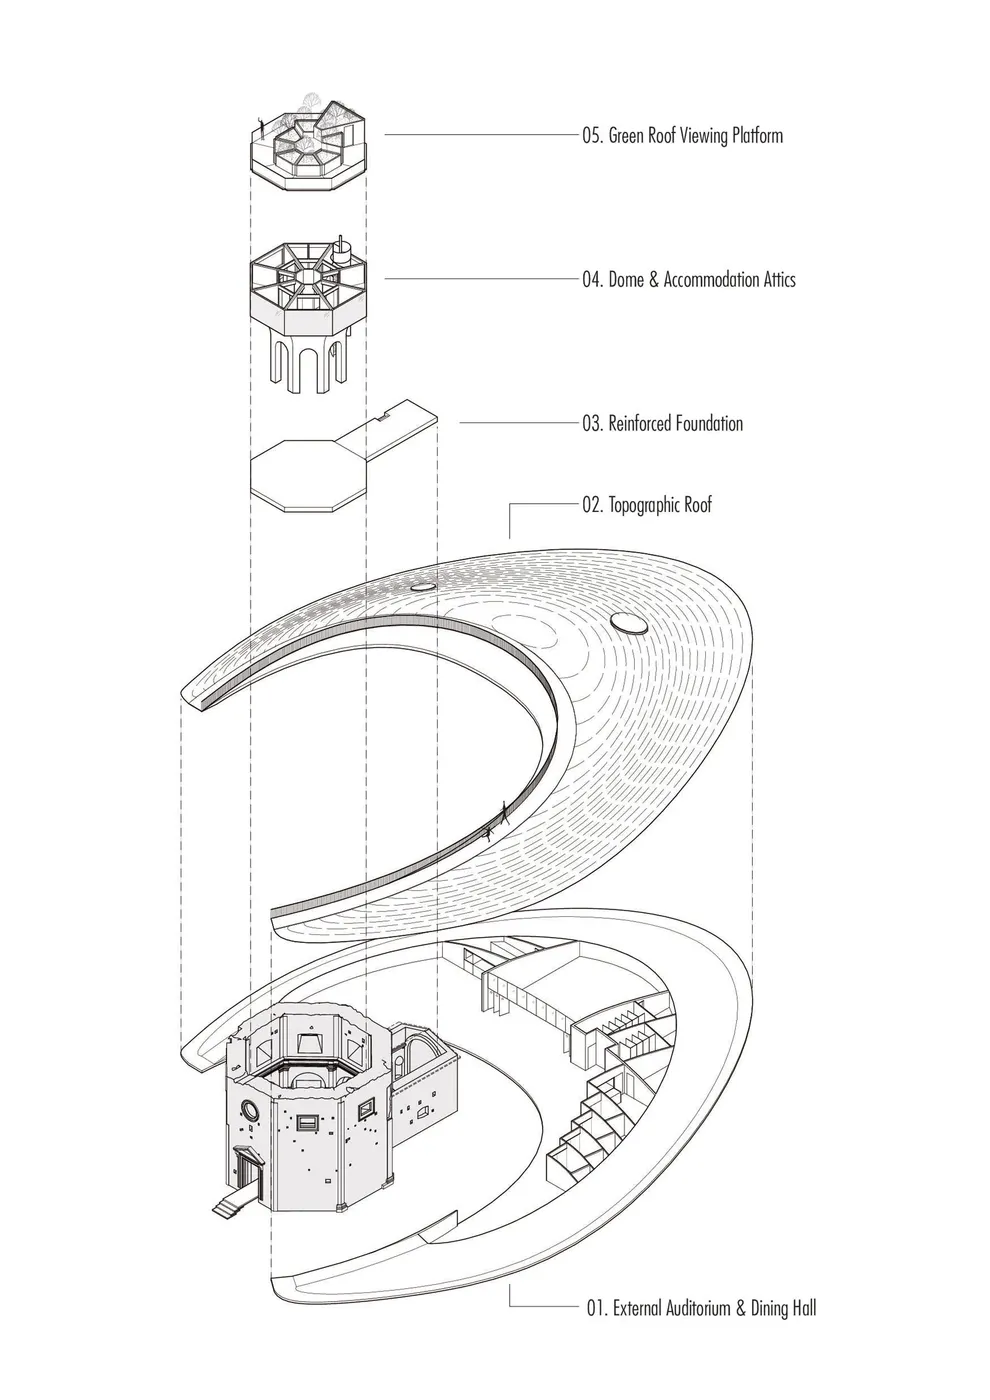 05. Green Roof Viewing Platform
04. Dome & Accommodation Attics
03. Reinforced Foundation
02. Topographic Roof
01. External Auditorium & Dining Hall